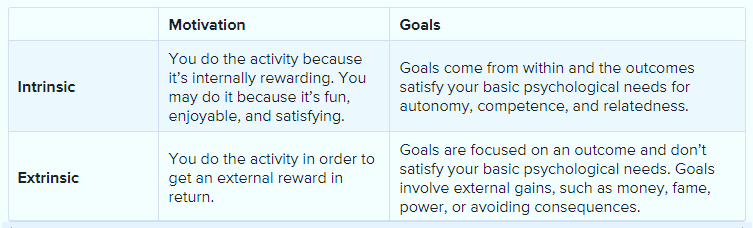 Motivation
Goals
Intrinsic
You do the activity because
it’s internally rewarding. You
may do it because it’s fun,
enjoyable, and satisfying.
Goals come from within and the outcomes
satisfy your basic psychological needs for
autonomy, competence, and relatedness.
Extrinsic
You do the activity in order to
get an external reward in
return.
Goals are focused on an outcome and don’t
satisfy your basic psychological needs. Goals
involve external gains, such as money, fame,
power, or avoiding consequences.